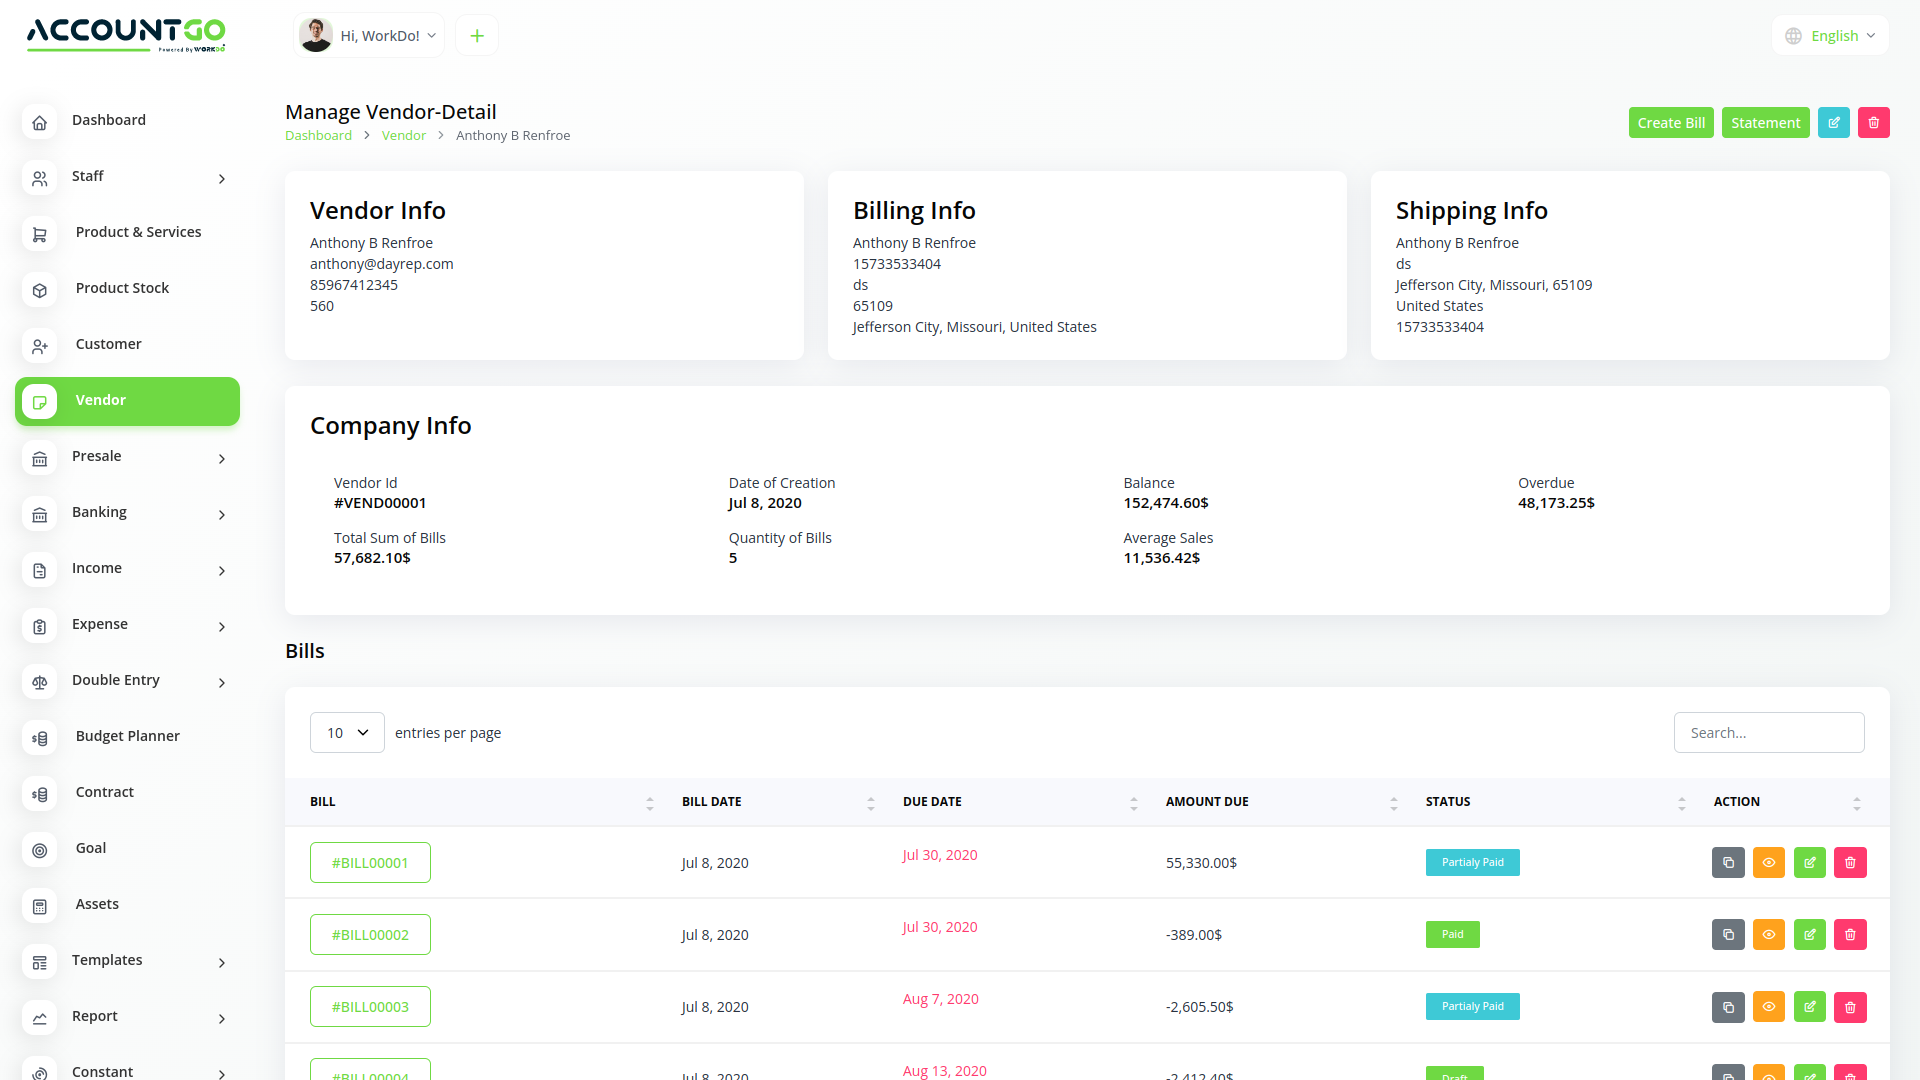 ACCOUNTGO
Powered By WORKDO
Hi, WorkDo!
English
Dashboard
Staff
Product & Services
Product Stock
Customer
Vendor
Presale
Banking
Income
Expense
Double Entry
Budget Planner
Contract
Goal
Assets
Templates
Report
Constant
Manage Vendor-Detail
Dashboard > Vendor > Anthony B Renfroe
Create Bill
Statement
Vendor Info
Anthony B Renfroe
anthony@dayrep.com
85967412345
560
Billing Info
Anthony B Renfroe
15733533404
ds
65109
Jefferson City, Missouri, United States
Shipping Info
Anthony B Renfroe
ds
Jefferson City, Missouri, 65109
United States
15733533404
Company Info
Vendor Id
#VEND00001
Date of Creation
Jul 8, 2020
Balance
152,474.60$
Overdue
48,173.25$
Total Sum of Bills
57,682.10$
Quantity of Bills
5
Average Sales
11,536.42$
Bills
10 entries per page
Search...
BILL BILL DATE DUE DATE AMOUNT DUE STATUS ACTION
#BILL00001 Jul 8, 2020 Jul 30, 2020 55,330.00$ Partialy Paid
#BILL00002 Jul 8, 2020 Jul 30, 2020 -389.00$ Paid
#BILL00003 Jul 8, 2020 Aug 7, 2020 -2,605.50$ Partialy Paid
#BILL00004 Jul 8, 2020 Aug 13, 2020 -2,412.40$ Draft